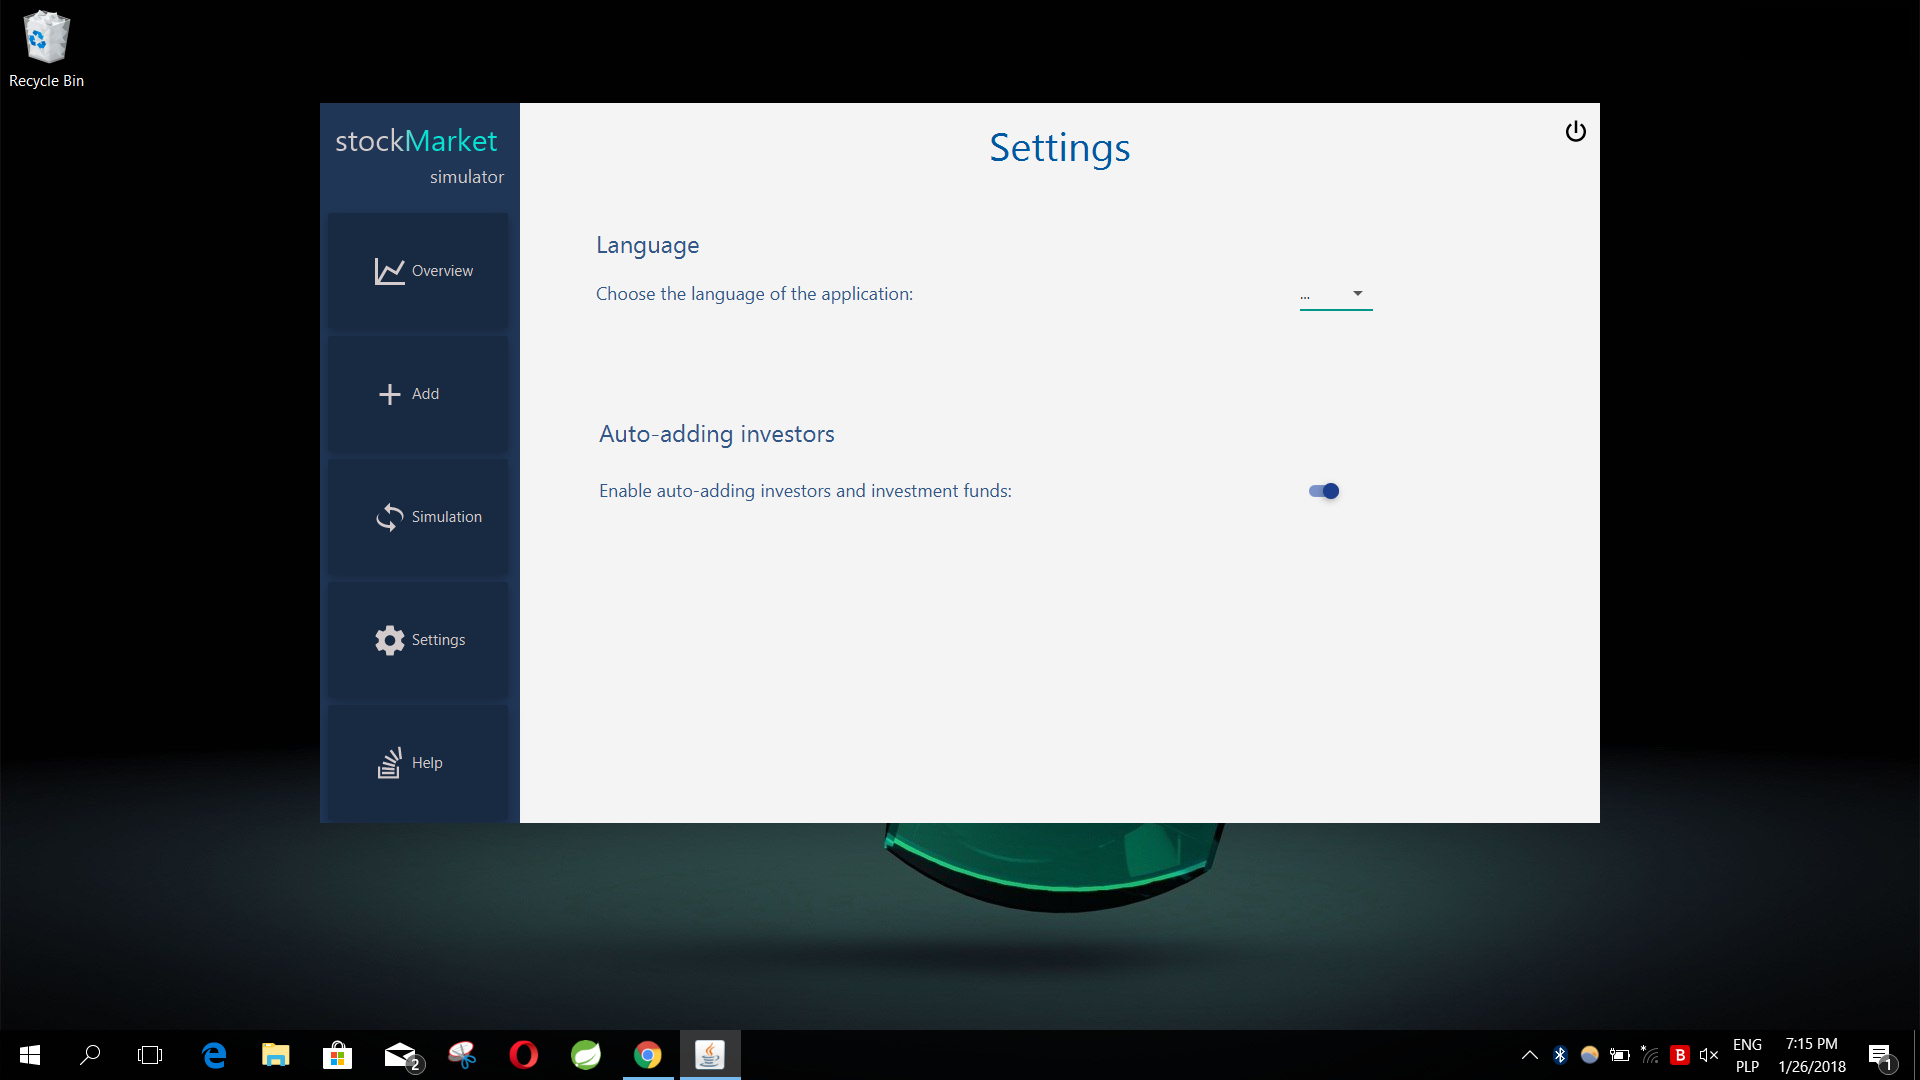 Recycle Bin
stockMarket
simulator
Overview
Add
Simulation
Settings
Help
Settings
Language
Choose the language of the application:
...
Auto-adding investors
Enable auto-adding investors and investment funds:
2
B
ENG
PLP
7:15 PM
1/26/2018
1